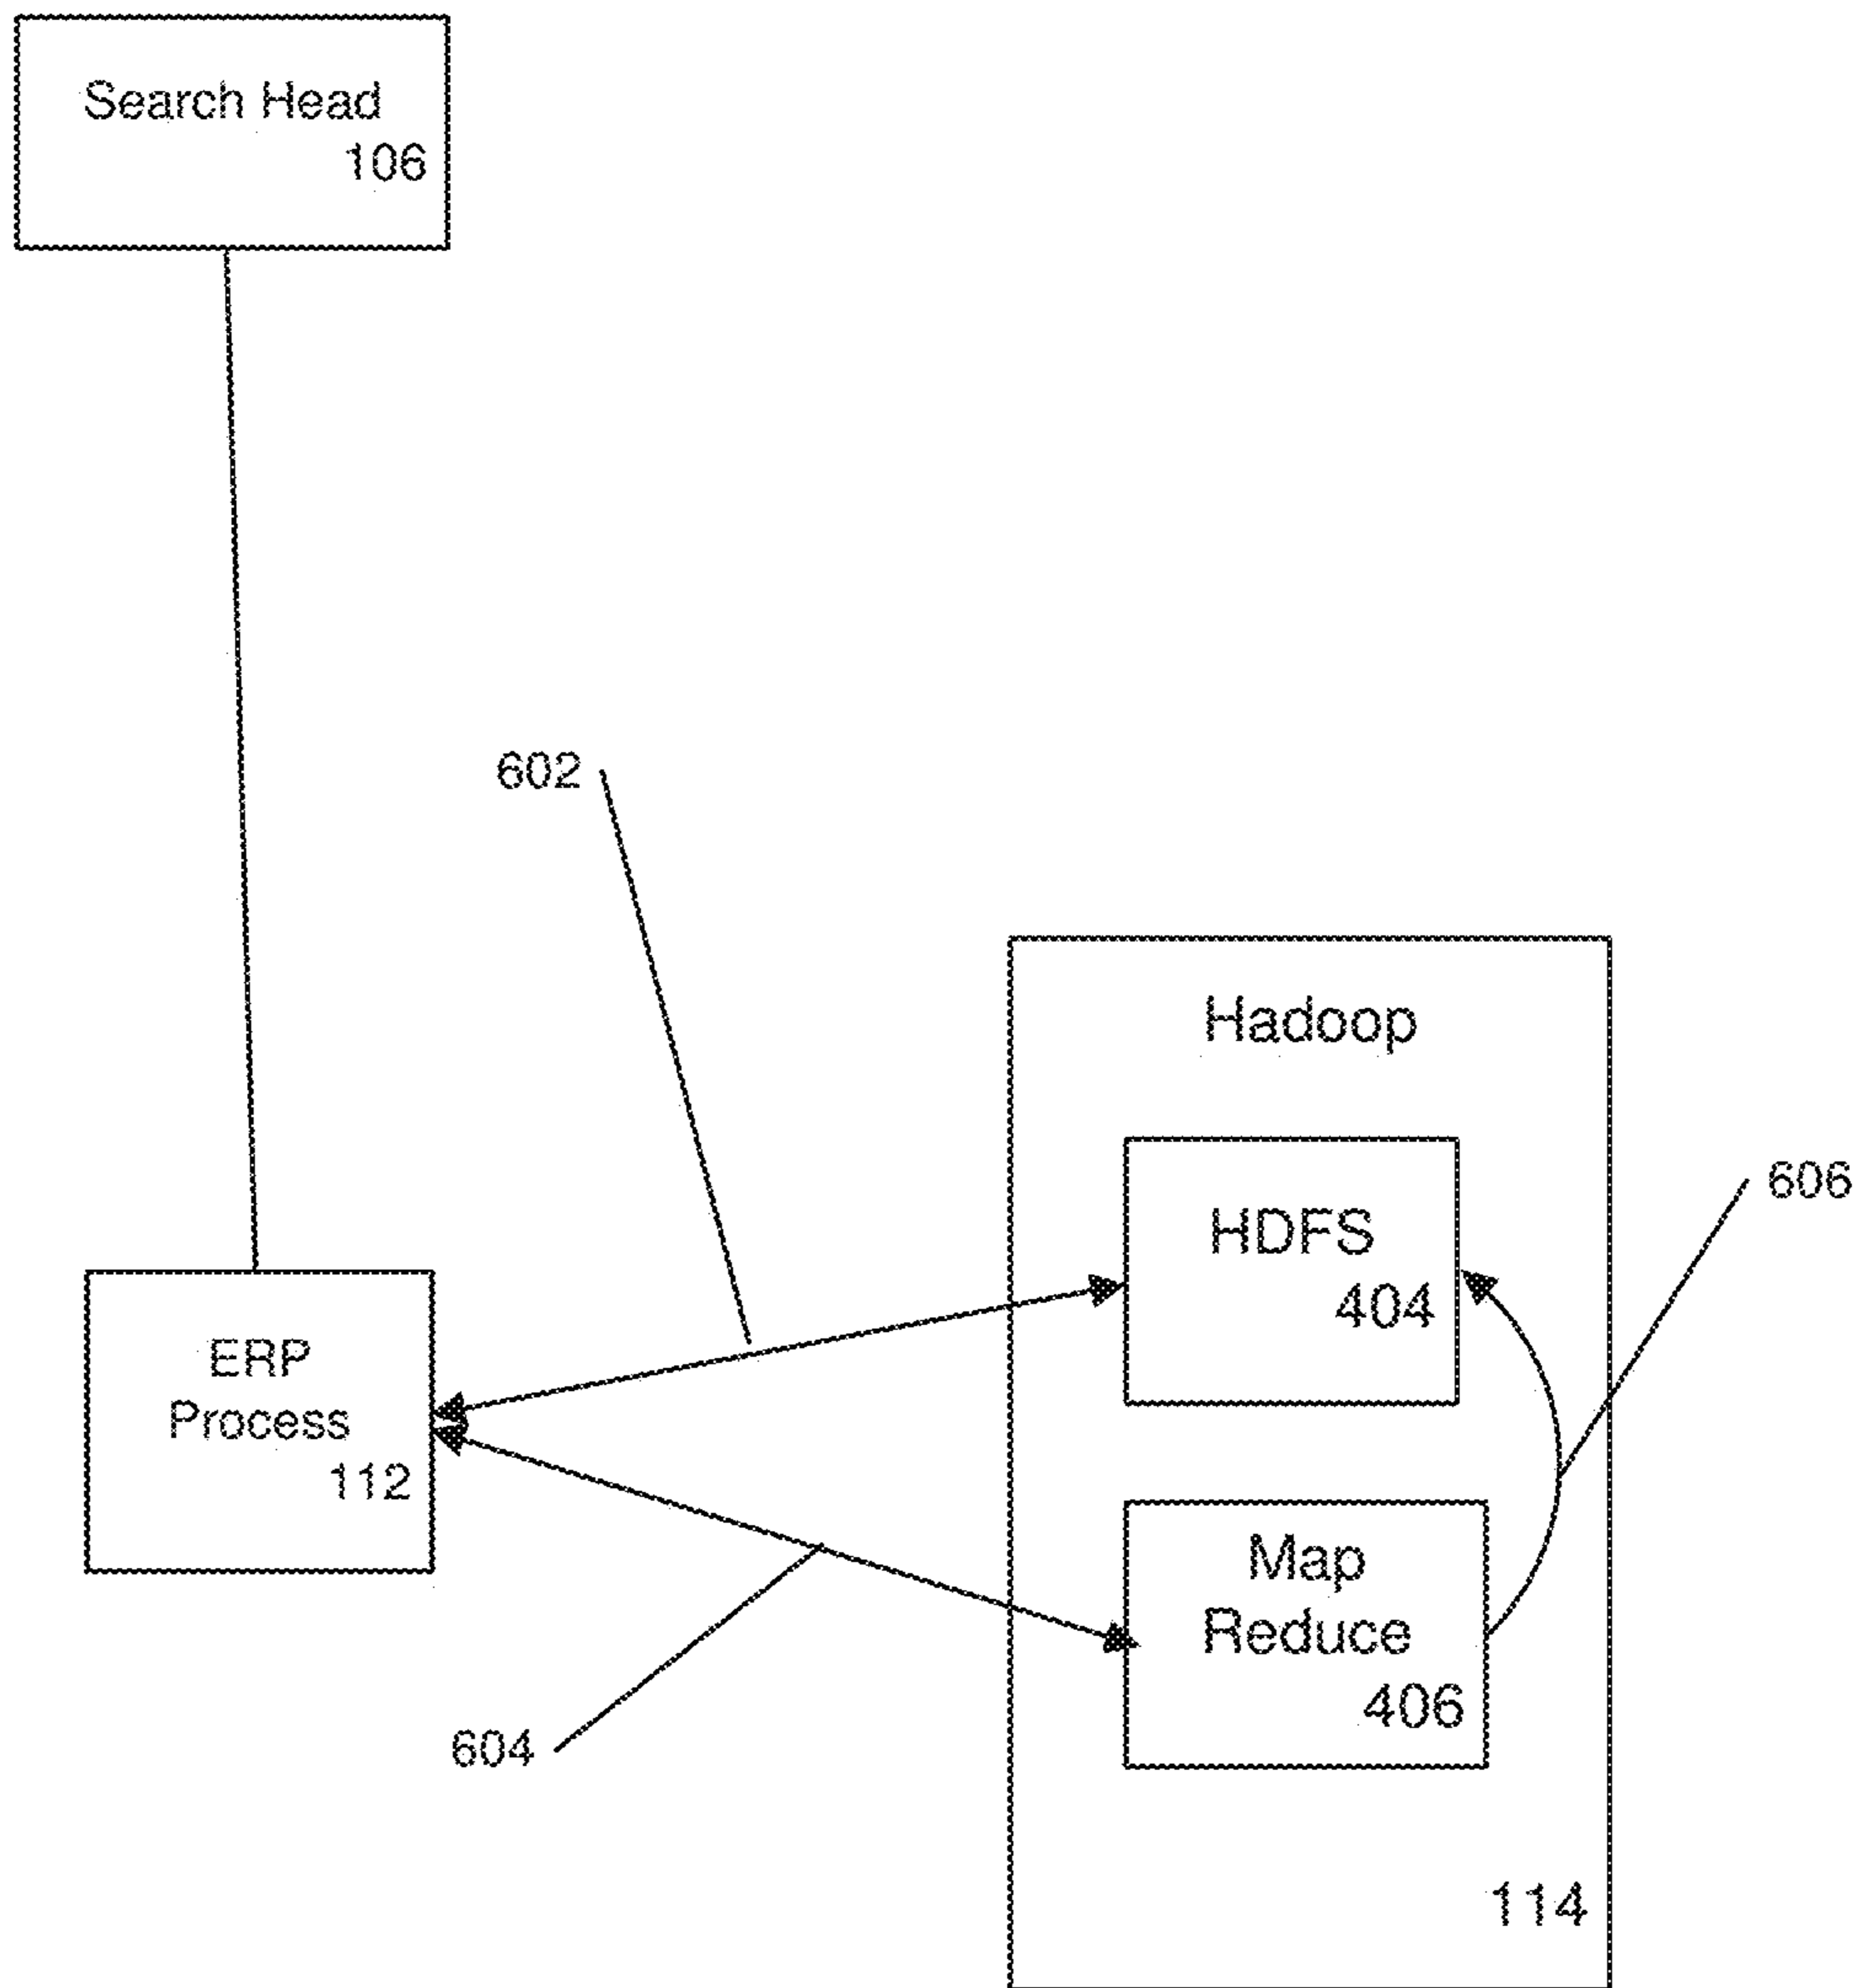 Search Head
106
602
Hadoop
606
HDFS
404
ERP
Process
112
Map
Reduce
406
604
114